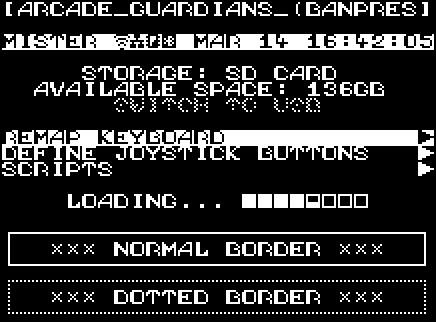 [ARCADE_GUARDIANS_(BANPRES]
MISTER MAR 14 16:42:05
STORAGE: SD CARD
AVAILABLE SPACE: 136GB
SWITCH TO USB
REMAP KEYBOARD ►
DEFINE JOYSTICK BUTTONS ►
SCRIPTS ►
LOADING...
××× NORMAL BORDER ×××
××× DOTTED BORDER ×××